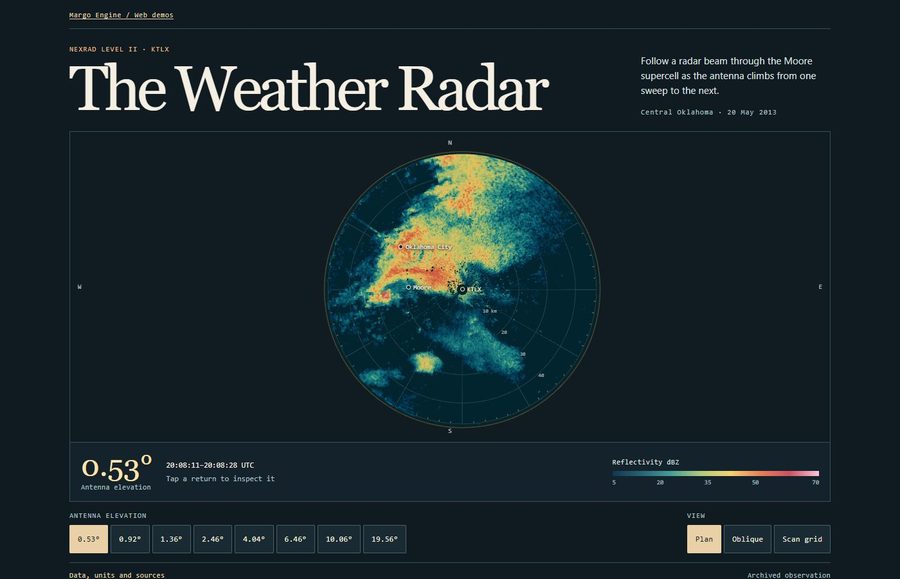 Margo Engine / Web demos
NEXRAD LEVEL II · KTLX
The Weather Radar
Follow a radar beam through the Moore
supercell as the antenna climbs from one
sweep to the next.
Central Oklahoma · 20 May 2013
N
Oklahoma City
W
Moore
KTLX
E
10 km
20
30
40
S
0.53°
Antenna elevation
20:08:11–20:08:28 UTC
Tap a return to inspect it
Reflectivity dBZ
5 20 35 50 70
ANTENNA ELEVATION
0.53° 0.92° 1.36° 2.46° 4.04° 6.46° 10.06° 19.56°
VIEW
Plan Oblique Scan grid
Data, units and sources
Archived observation